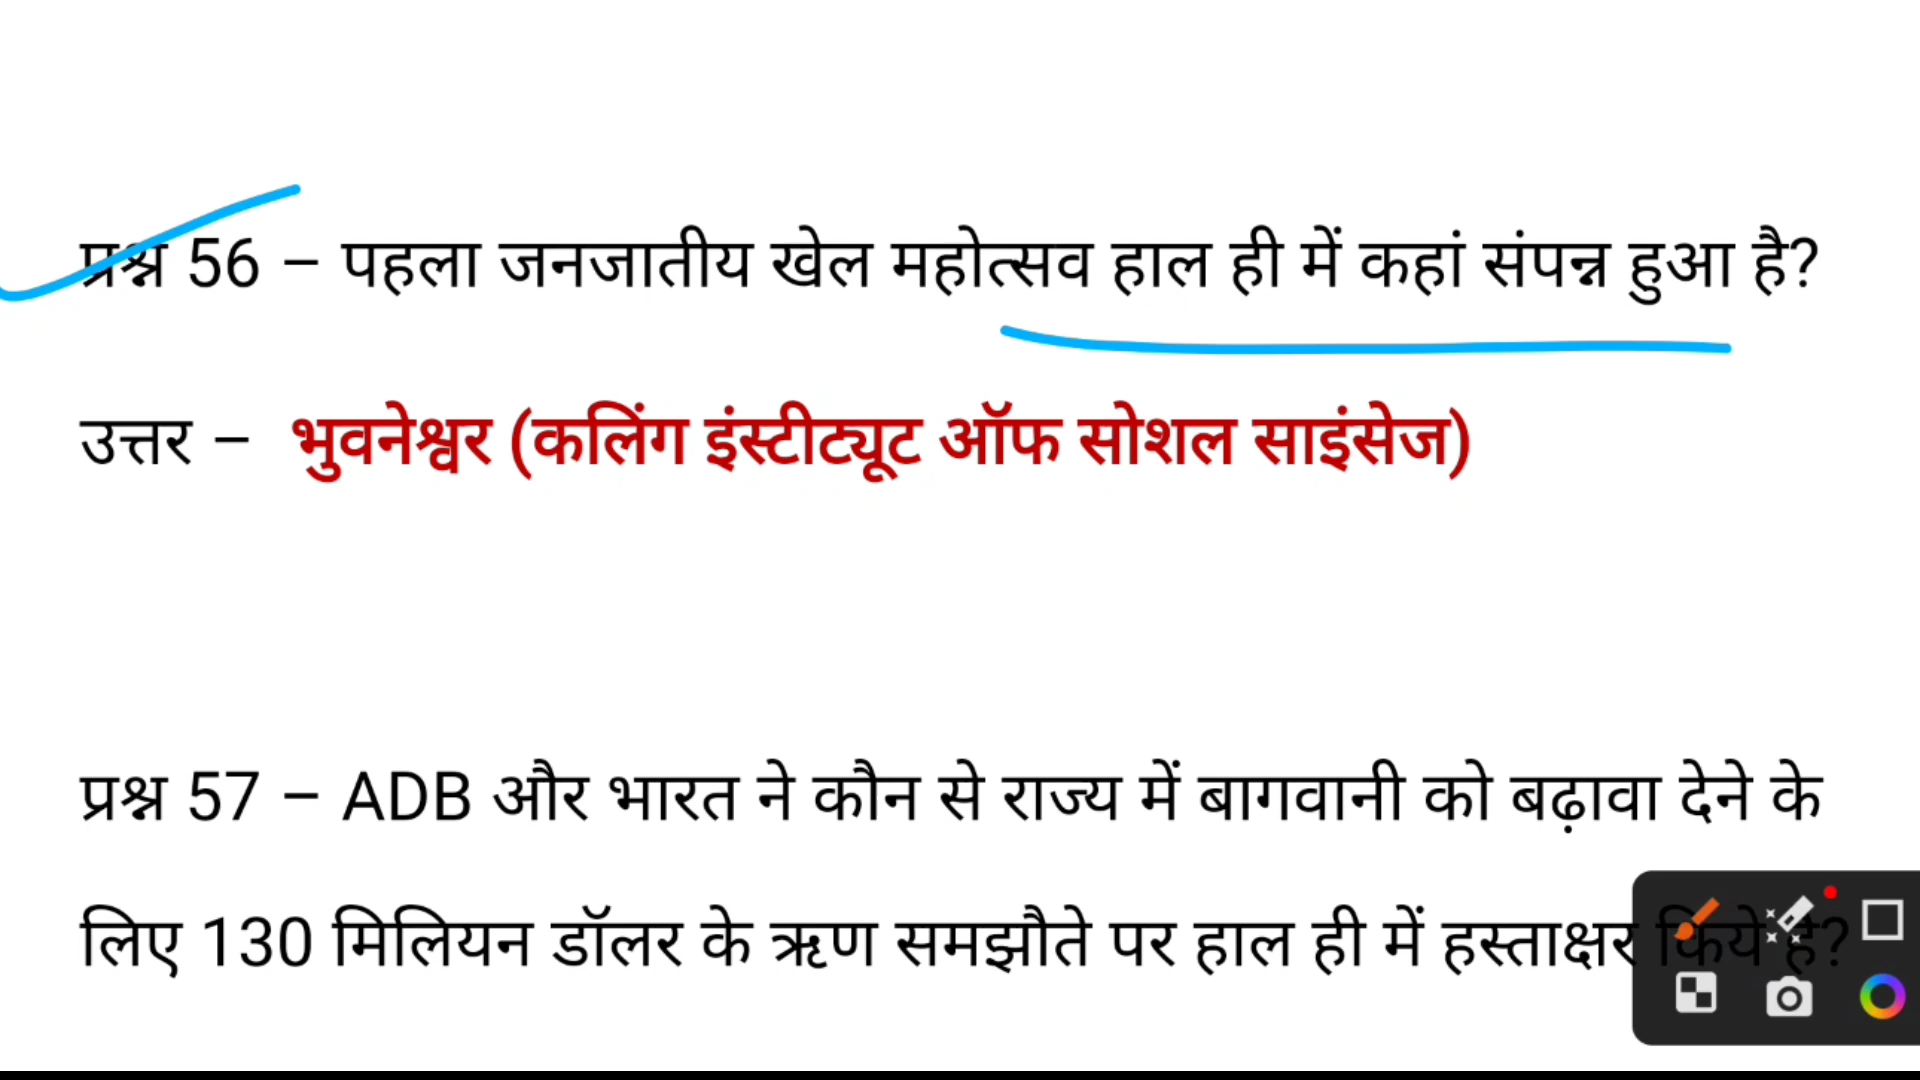 प्रश्न 56 – पहला जनजातीय खेल महोत्सव हाल ही में कहां संपन्न हुआ है?
उत्तर – भुवनेश्वर (कलिंग इंस्टीट्यूट ऑफ सोशल साइंसेज)
प्रश्न 57 – ADB और भारत ने कौन से राज्य में बागवानी को बढ़ावा देने के
लिए 130 मिलियन डॉलर के ऋण समझौते पर हाल ही में हस्ताक्षर किये है?